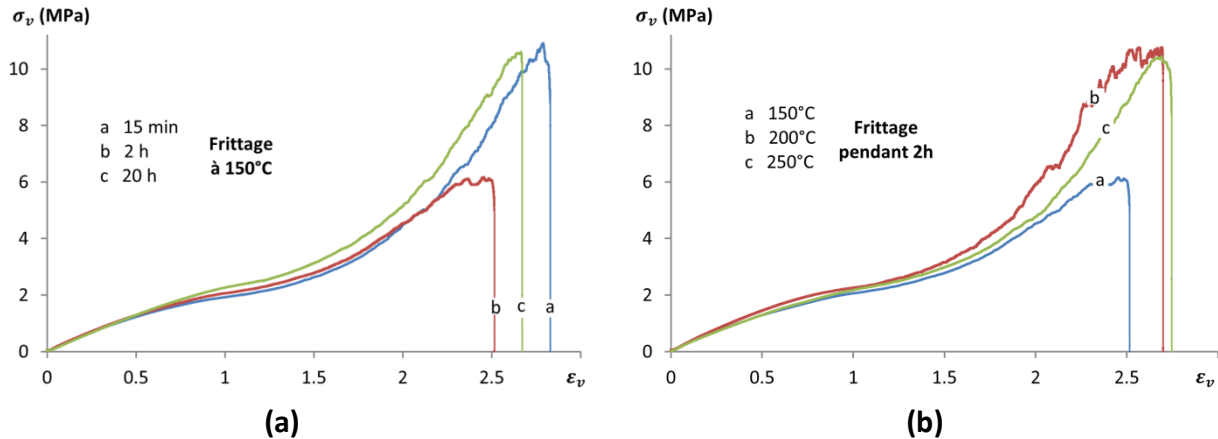 σᵥ (MPa)
10
8
6
4
2
0
a 15 min
b 2 h
c 20 h
Frittage
à 150°C
b
c
a
0
0.5
1
1.5
2
2.5
εᵥ
(a)
σᵥ (MPa)
10
8
6
4
2
0
a 150°C
b 200°C
c 250°C
Frittage
pendant 2h
b
c
a
0
0.5
1
1.5
2
2.5
εᵥ
(b)